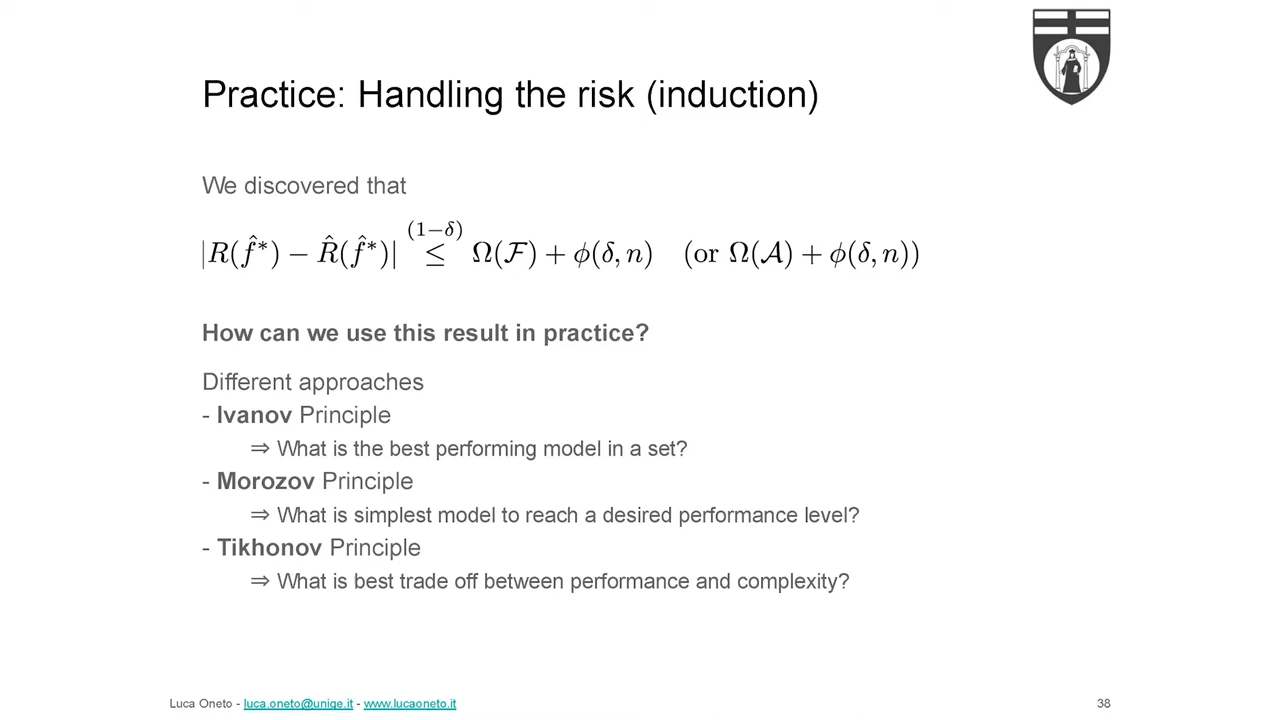 Practice: Handling the risk (induction)
We discovered that
|R(f̂*) − R̂(f̂*)| ≤^(1−δ) Ω(ℱ) + ϕ(δ, n) (or Ω(𝒜) + ϕ(δ, n))
How can we use this result in practice?
Different approaches
- Ivanov Principle
⇒ What is the best performing model in a set?
- Morozov Principle
⇒ What is simplest model to reach a desired performance level?
- Tikhonov Principle
⇒ What is best trade off between performance and complexity?
Luca Oneto - luca.oneto@unige.it - www.lucaoneto.it 38